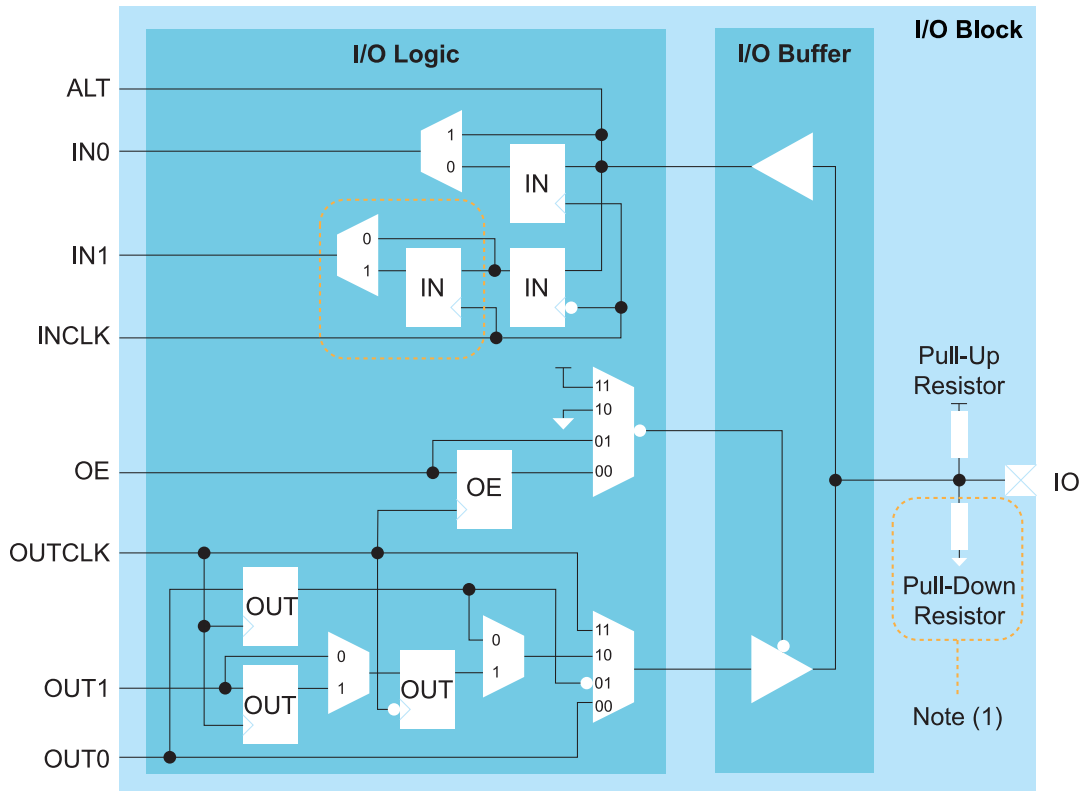 I/O Block
I/O Logic
I/O Buffer
ALT
1
IN0
0
IN
0
IN1
1
IN
IN
INCLK
Pull-Up
Resistor
11
10
01
OE
00
OE
IO
OUTCLK
OUT
Pull-Down
Resistor
0
11
0
10
1
OUT1
1
OUT
OUT
01
00
Note (1)
OUT0